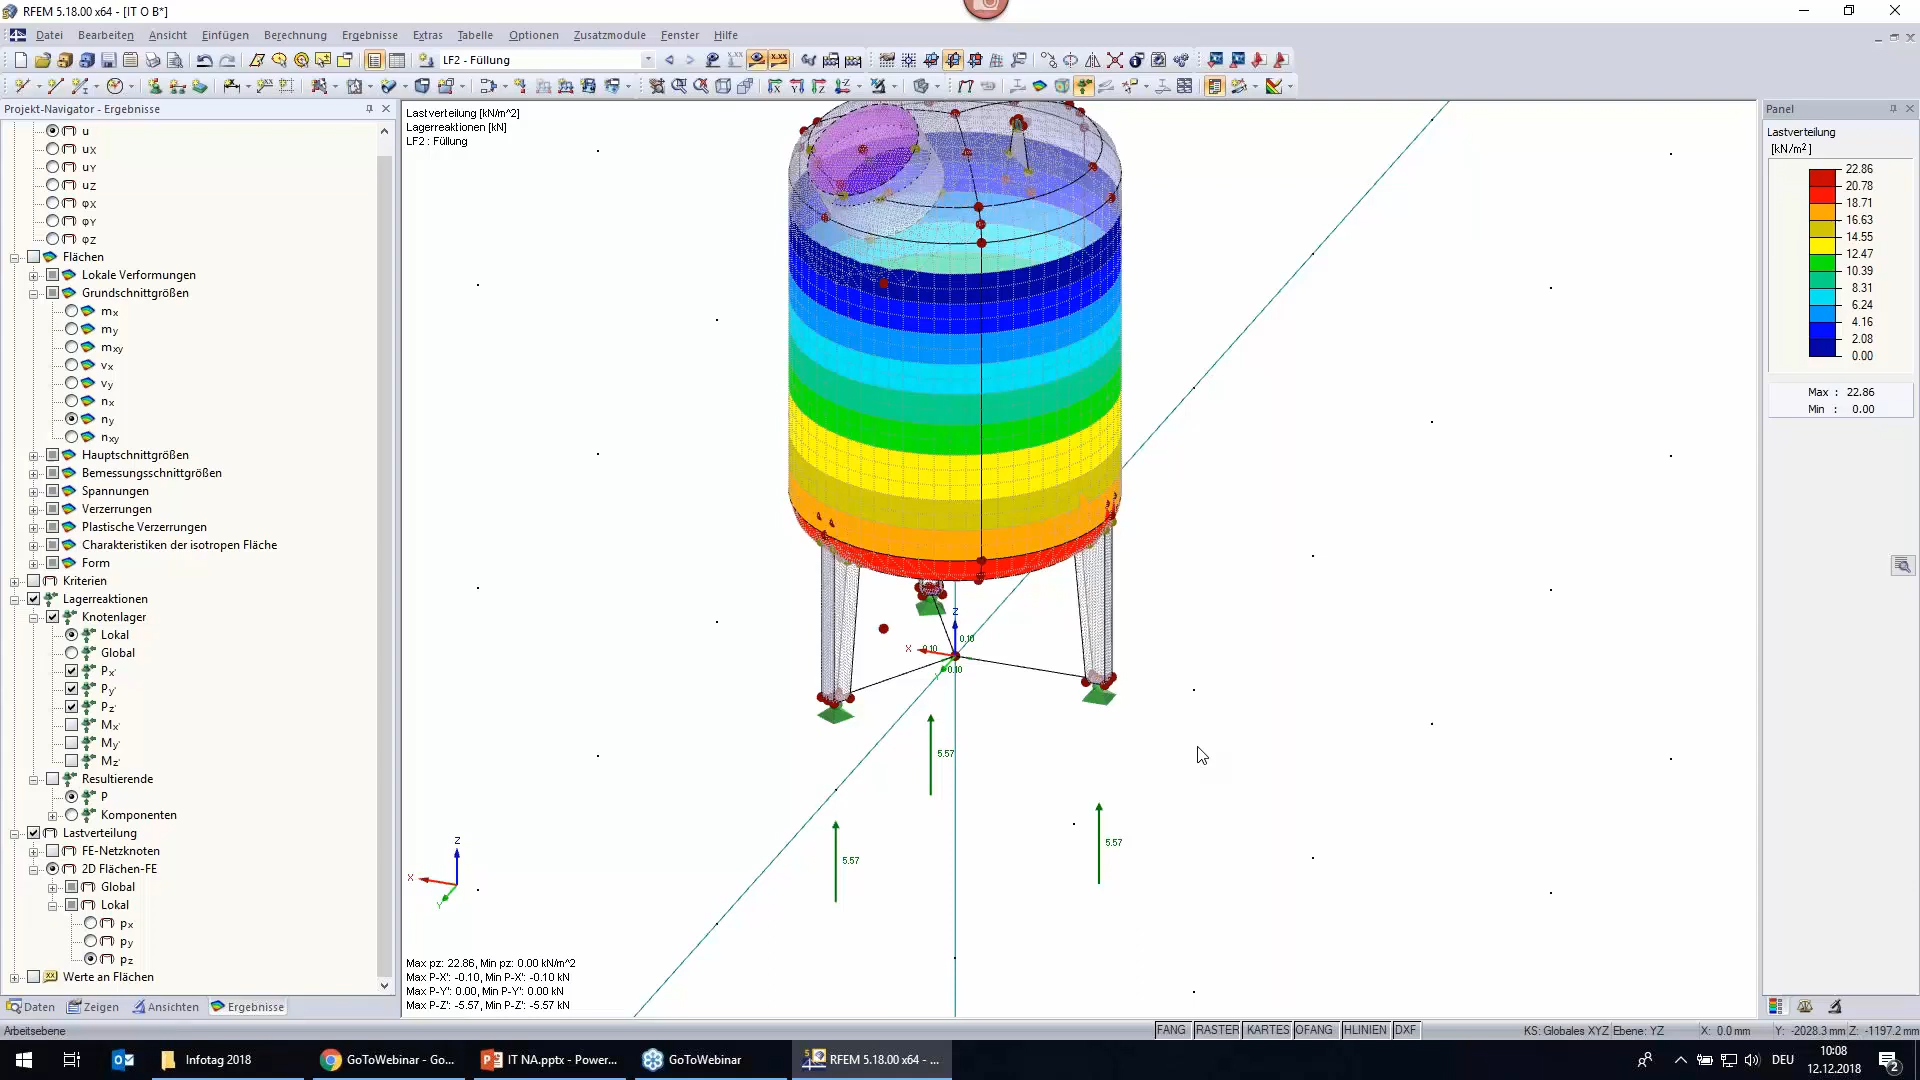 RFEM 5.18.00 x64 - [IT O B*]
Datei Bearbeiten Ansicht Einfügen Berechnung Ergebnisse Extras Tabelle Optionen Zusatzmodule Fenster Hilfe
LF2 - Füllung
Projekt-Navigator - Ergebnisse
u
uX
uY
uZ
φX
φY
φZ
Flächen
Lokale Verformungen
Grundschnittgrößen
mx
my
mxy
vx
vy
nx
ny
nxy
Hauptschnittgrößen
Bemessungsschnittgrößen
Spannungen
Verzerrungen
Plastische Verzerrungen
Charakteristiken der isotropen Fläche
Form
Kriterien
Lagerreaktionen
Knotenlager
Lokal
Global
Px'
Py'
Pz'
Mx'
My'
Mz'
Resultierende
P
Komponenten
Lastverteilung
FE-Netzknoten
2D Flächen-FE
Global
Lokal
px
py
pz
Werte an Flächen
Daten Zeigen Ansichten Ergebnisse
Lastverteilung [kN/m^2]
Lagerreaktionen [kN]
LF2 : Füllung
Z
0.10
X
0.10
0.10
Y
5.57
5.57
5.57
Z
X
Y
Max pz: 22.86, Min pz: 0.00 kN/m^2
Max P-X': -0.10, Min P-X': -0.10 kN
Max P-Y': 0.00, Min P-Y': 0.00 kN
Max P-Z': -5.57, Min P-Z': -5.57 kN
Panel
Lastverteilung
[kN/m²]
22.86
20.78
18.71
16.63
14.55
12.47
10.39
8.31
6.24
4.16
2.08
0.00
Max : 22.86
Min : 0.00
Arbeitsebene
FANG RASTER KARTES OFANG HLINIEN DXF
KS: Globales XYZ Ebene: YZ X: 0.0 mm Y: -2028.3 mm Z: -1197.2 mm
Infotag 2018
GoToWebinar - Go...
IT NA.pptx - Power...
GoToWebinar
RFEM 5.18.00 x64 - ...
DEU
10:08
12.12.2018
2